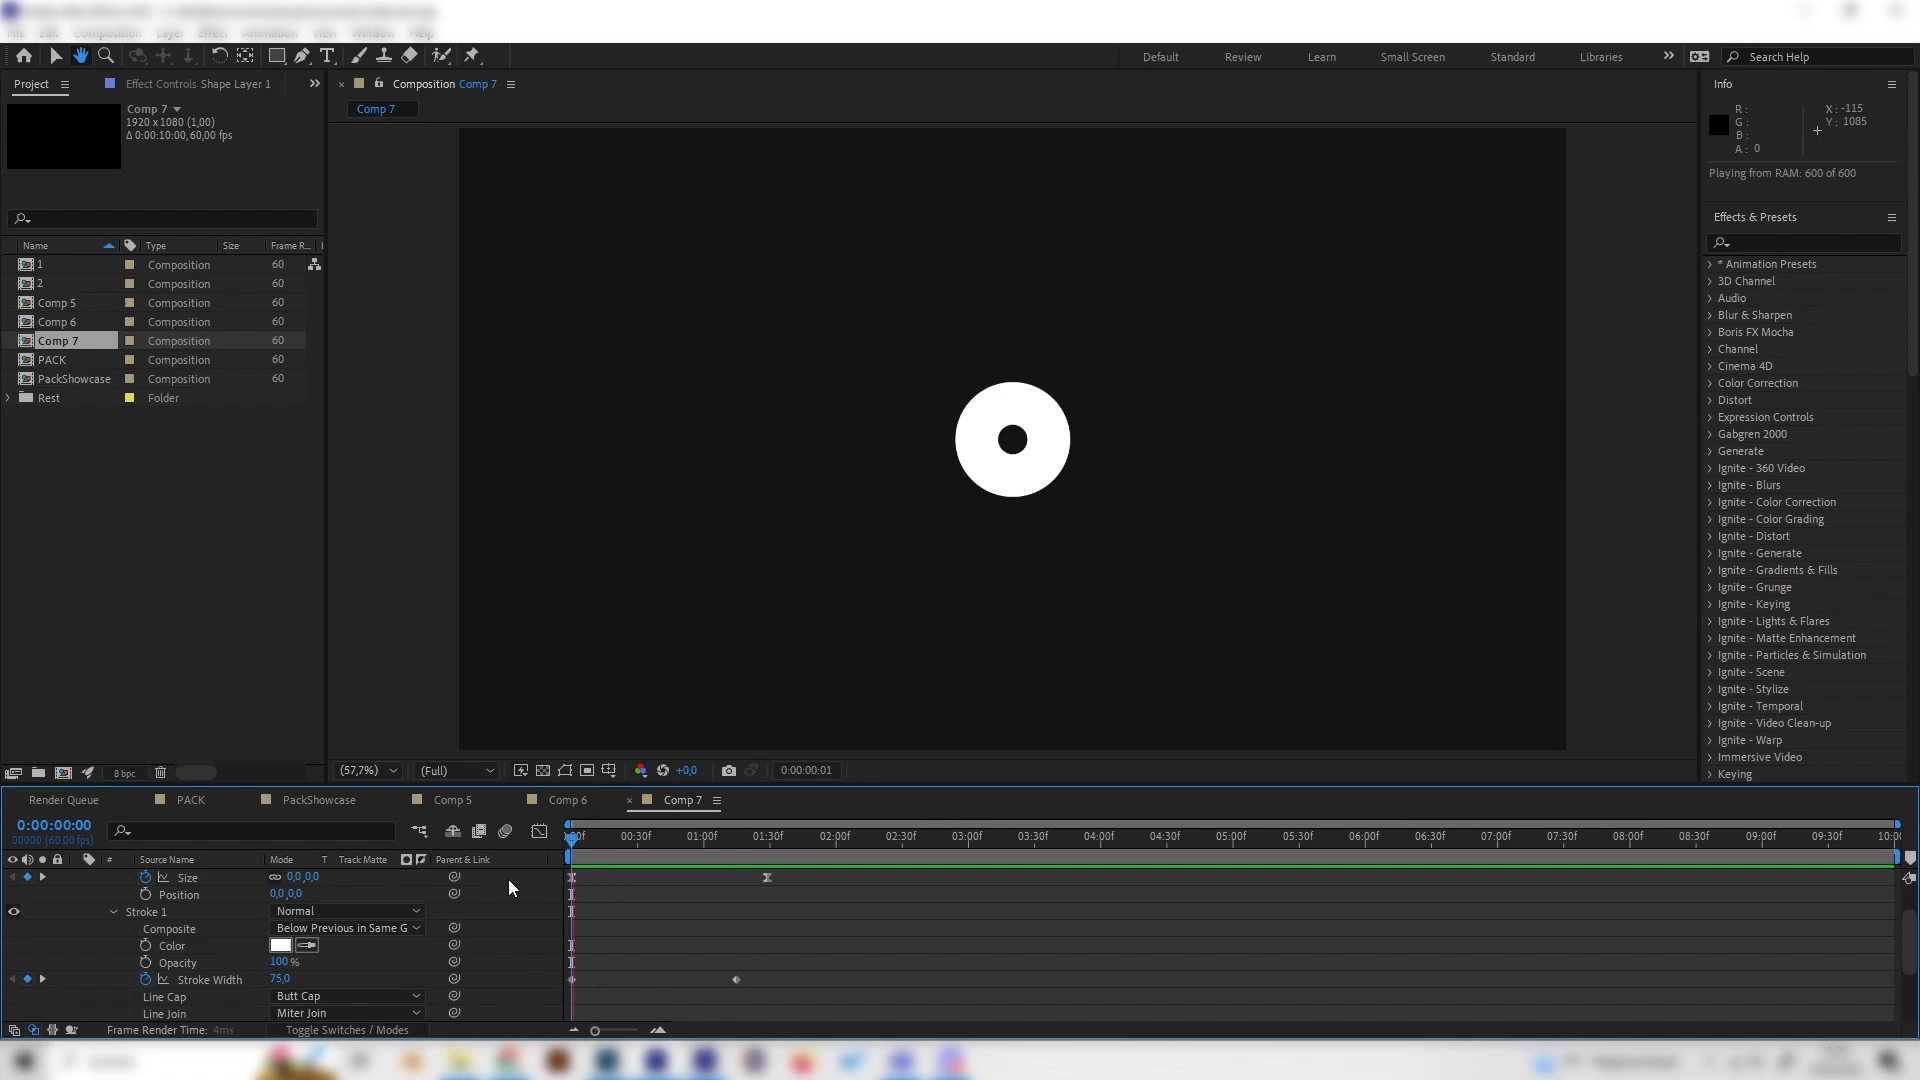 File Edit Composition Layer Effect Animation View Window Help
Default Review Learn Small Screen Standard Libraries Search Help
Project Effect Controls Shape Layer 1
Composition Comp 7
Info
Comp 7
1920 x 1080 (1,00)
Δ 0:00:10:00, 60,00 fps
Comp 7
R :
G :
B :
A : 0
X : -115
Y : 1085
Playing from RAM: 600 of 600
Effects & Presets
Name Type Size Frame R...
1 Composition 60
2 Composition 60
Comp 5 Composition 60
Comp 6 Composition 60
Comp 7 Composition 60
PACK Composition 60
PackShowcase Composition 60
Rest Folder
* Animation Presets
3D Channel
Audio
Blur & Sharpen
Boris FX Mocha
Channel
Cinema 4D
Color Correction
Distort
Expression Controls
Gabgren 2000
Generate
Ignite - 360 Video
Ignite - Blurs
Ignite - Color Correction
Ignite - Color Grading
Ignite - Distort
Ignite - Generate
Ignite - Gradients & Fills
Ignite - Grunge
Ignite - Keying
Ignite - Lights & Flares
Ignite - Matte Enhancement
Ignite - Particles & Simulation
Ignite - Scene
Ignite - Stylize
Ignite - Temporal
Ignite - Video Clean-up
Ignite - Warp
Immersive Video
Keying
8 bpc
(57,7%) (Full) +0,0 0:00:00:01
Render Queue PACK PackShowcase Comp 5 Comp 6 Comp 7
0:00:00:00
00000 (60.00 fps)
:00f 00:30f 01:00f 01:30f 02:00f 02:30f 03:00f 03:30f 04:00f 04:30f 05:00f 05:30f 06:00f 06:30f 07:00f 07:30f 08:00f 08:30f 09:00f 09:30f 10:0
# Source Name Mode T Track Matte Parent & Link
Size 0,0,0,0
Position 0,0,0,0
Stroke 1 Normal
Composite Below Previous in Same G
Color
Opacity 100 %
Stroke Width 75,0
Line Cap Butt Cap
Line Join Miter Join
Frame Render Time: 4ms Toggle Switches / Modes